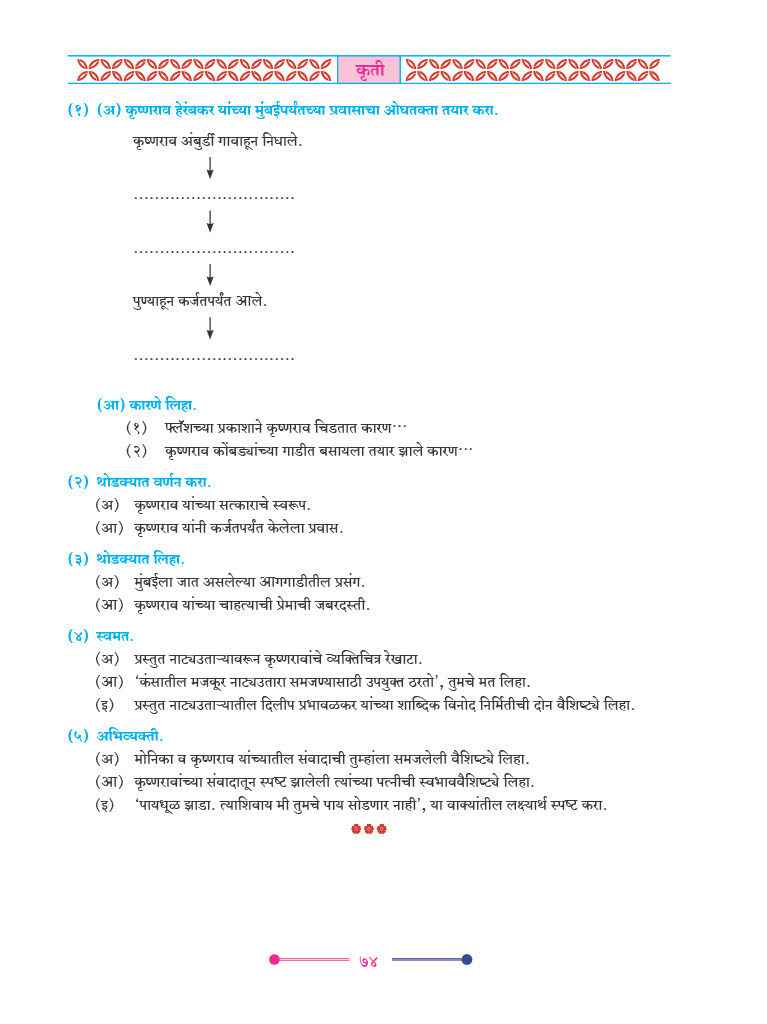 कृती
(१) (अ) कृष्णराव हेरंबकर यांच्या मुंबईपर्यंतच्या प्रवासाचा ओघतक्ता तयार करा.
कृष्णराव अंबुर्डी गावाहून निघाले.
...............................
...............................
पुण्याहून कर्जतपर्यंत आले.
...............................
(आ) कारणे लिहा.
(१) फ्लॅशच्या प्रकाशाने कृष्णराव चिडतात कारण...
(२) कृष्णराव कोंबड्यांच्या गाडीत बसायला तयार झाले कारण...
(२) थोडक्यात वर्णन करा.
(अ) कृष्णराव यांच्या सत्काराचे स्वरूप.
(आ) कृष्णराव यांनी कर्जतपर्यंत केलेला प्रवास.
(३) थोडक्यात लिहा.
(अ) मुंबईला जात असलेल्या आगगाडीतील प्रसंग.
(आ) कृष्णराव यांच्या चाहत्याची प्रेमाची जबरदस्ती.
(४) स्वमत.
(अ) प्रस्तुत नाट्यउताऱ्यावरून कृष्णरावांचे व्यक्तिचित्र रेखाटा.
(आ) 'कंसातील मजकूर नाट्यउतारा समजण्यासाठी उपयुक्त ठरतो', तुमचे मत लिहा.
(इ) प्रस्तुत नाट्यउताऱ्यातील दिलीप प्रभावळकर यांच्या शाब्दिक विनोद निर्मितीची दोन वैशिष्ट्ये लिहा.
(५) अभिव्यक्ती.
(अ) मोनिका व कृष्णराव यांच्यातील संवादाची तुम्हांला समजलेली वैशिष्ट्ये लिहा.
(आ) कृष्णरावांच्या संवादातून स्पष्ट झालेली त्यांच्या पत्नीची स्वभाववैशिष्ट्ये लिहा.
(इ) 'पायधूळ झाडा. त्याशिवाय मी तुमचे पाय सोडणार नाही', या वाक्यांतील लक्ष्यार्थ स्पष्ट करा.
७४